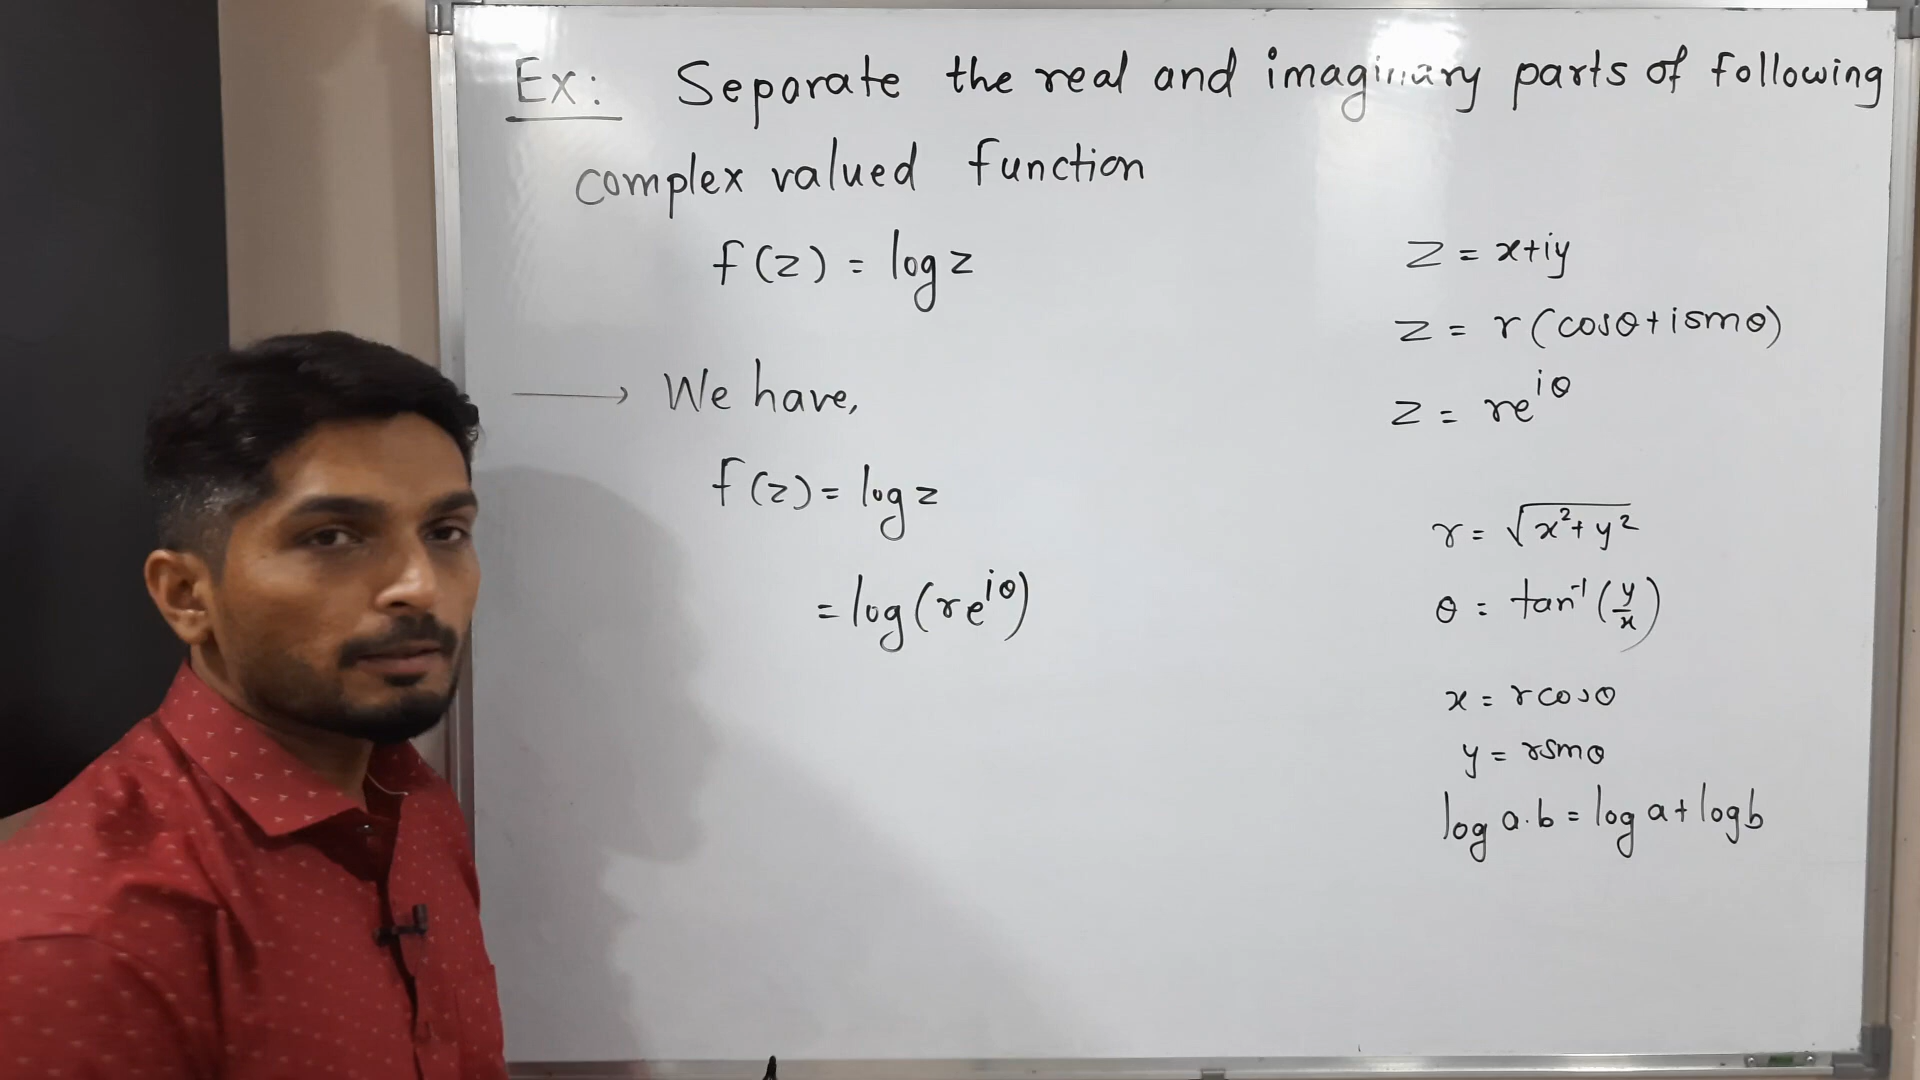 Ex: Separate the real and imaginary parts of following
complex valued function
f(z) = log z
→ We have,
f(z) = log z
= log(re^{iθ})
z = x+iy
z = r(cosθ+isinθ)
z = re^{iθ}
r = √(x²+y²)
θ = tan⁻¹(y/x)
x = rcosθ
y = rsinθ
log a.b = log a + log b